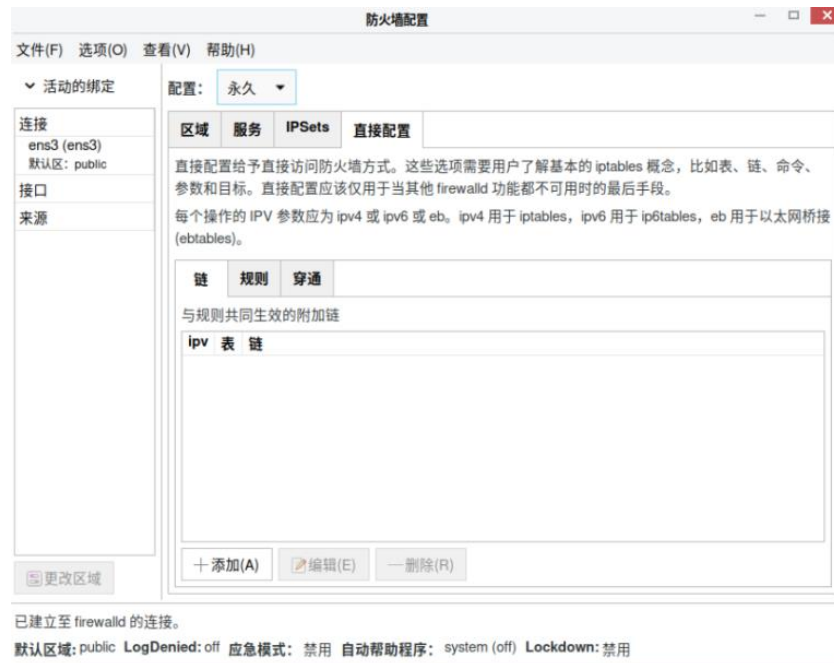 防火墙配置
文件(F) 选项(O) 查看(V) 帮助(H)
活动的绑定
连接
ens3 (ens3)
默认区：public
接口
来源
更改区域
配置： 永久
区域 服务 IPSets 直接配置
直接配置给予直接访问防火墙方式。这些选项需要用户了解基本的 iptables 概念，比如表、链、命令、
参数和目标。直接配置应该仅用于当其他 firewalld 功能都不可用时的最后手段。
每个操作的 IPV 参数应为 ipv4 或 ipv6 或 eb。ipv4 用于 iptables，ipv6 用于 ip6tables，eb 用于以太网桥接
(ebtables)。
链 规则 穿通
与规则共同生效的附加链
ipv 表 链
添加(A) 编辑(E) 删除(R)
已建立至 firewalld 的连接。
默认区域: public LogDenied: off 应急模式： 禁用 自动帮助程序： system (off) Lockdown: 禁用